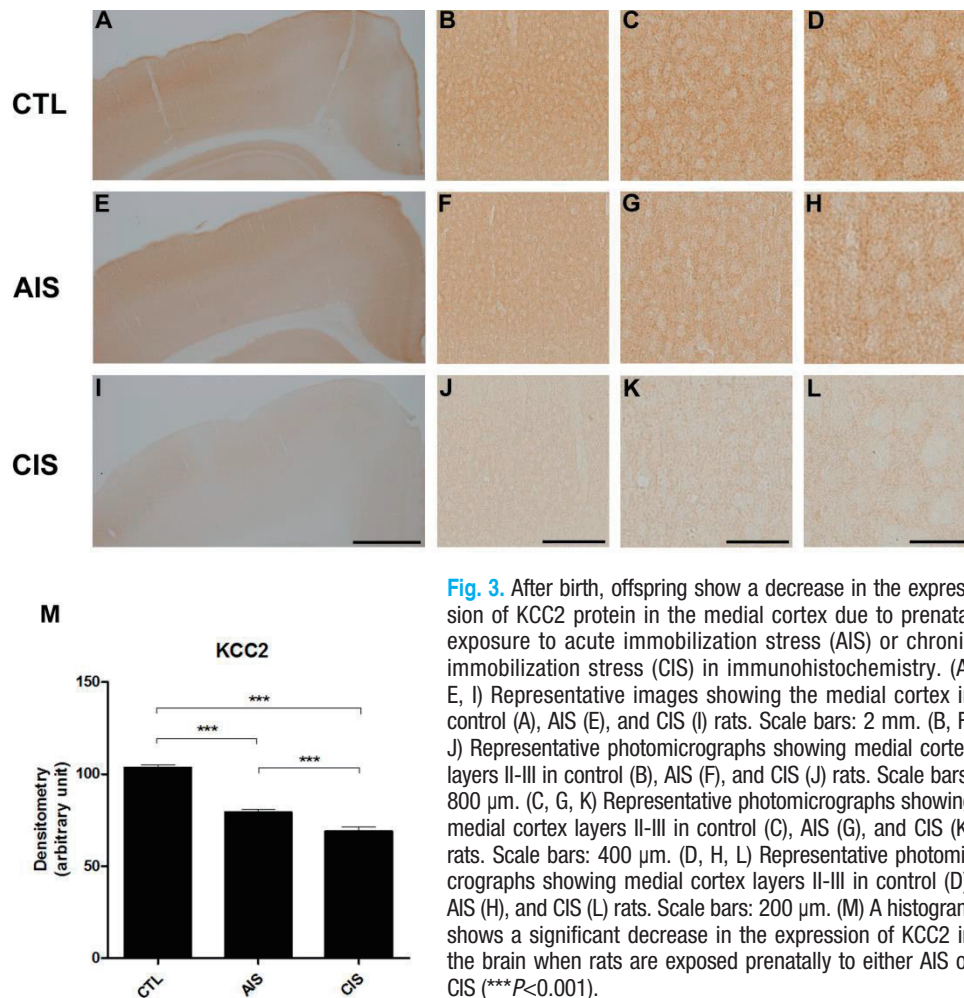 A
B
C
D
CTL
E
F
G
H
AIS
I
J
K
L
CIS
M
KCC2
150
100
50
0
Densitometry
(arbitrary unit)
***
***
***
CTL
AIS
CIS
Fig. 3. After birth, offspring show a decrease in the expres
sion of KCC2 protein in the medial cortex due to prenata
exposure to acute immobilization stress (AIS) or chroni
immobilization stress (CIS) in immunohistochemistry. (A
E, I) Representative images showing the medial cortex i
control (A), AIS (E), and CIS (I) rats. Scale bars: 2 mm. (B, F
J) Representative photomicrographs showing medial corte
layers II-III in control (B), AIS (F), and CIS (J) rats. Scale bars
800 µm. (C, G, K) Representative photomicrographs showing
medial cortex layers II-III in control (C), AIS (G), and CIS (K
rats. Scale bars: 400 µm. (D, H, L) Representative photomi
crographs showing medial cortex layers II-III in control (D)
AIS (H), and CIS (L) rats. Scale bars: 200 µm. (M) A histogram
shows a significant decrease in the expression of KCC2 i
the brain when rats are exposed prenatally to either AIS o
CIS (***P<0.001).